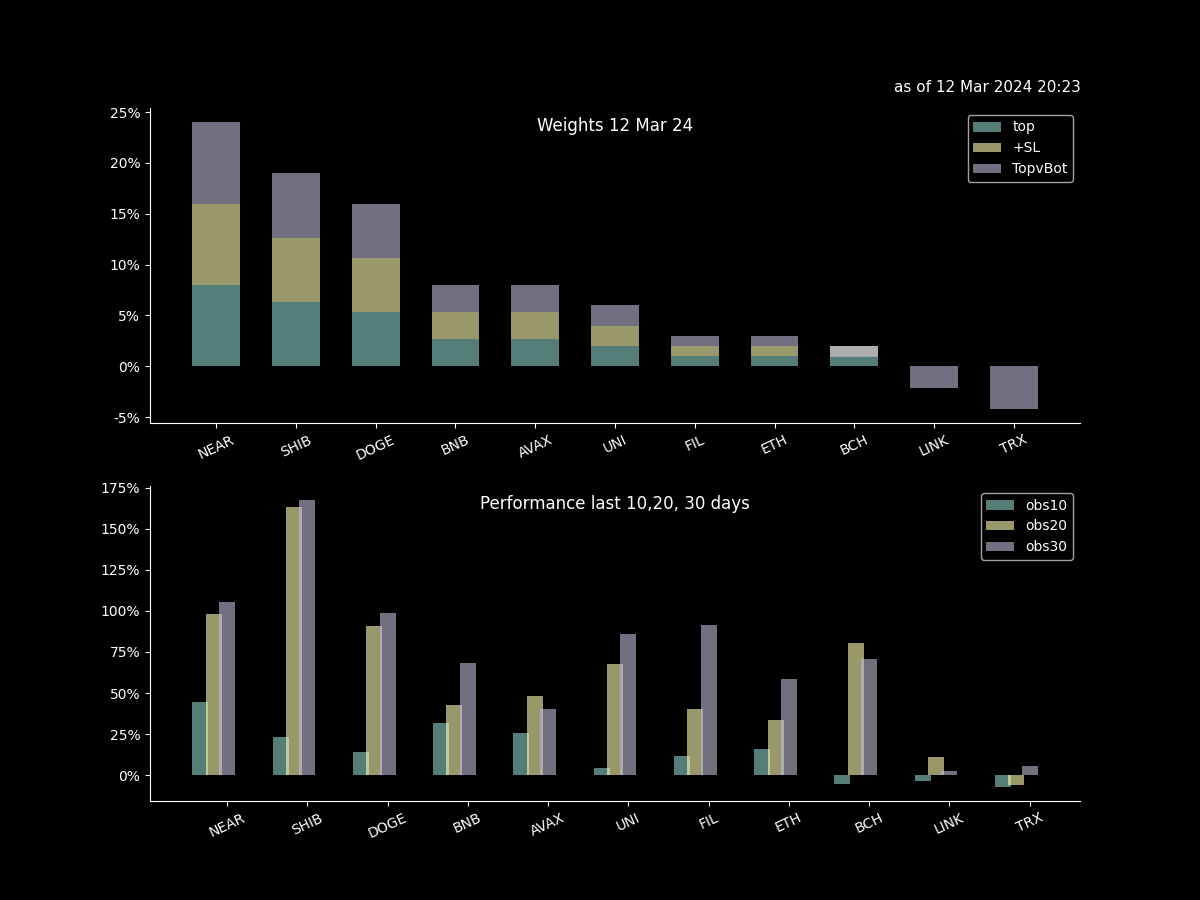 as of 12 Mar 2024 20:23
Weights 12 Mar 24
top
+SL
TopvBot
25%
20%
15%
10%
5%
0%
-5%
NEAR SHIB DOGE BNB AVAX UNI FIL ETH BCH LINK TRX
Performance last 10,20, 30 days
obs10
obs20
obs30
175%
150%
125%
100%
75%
50%
25%
0%
NEAR SHIB DOGE BNB AVAX UNI FIL ETH BCH LINK TRX